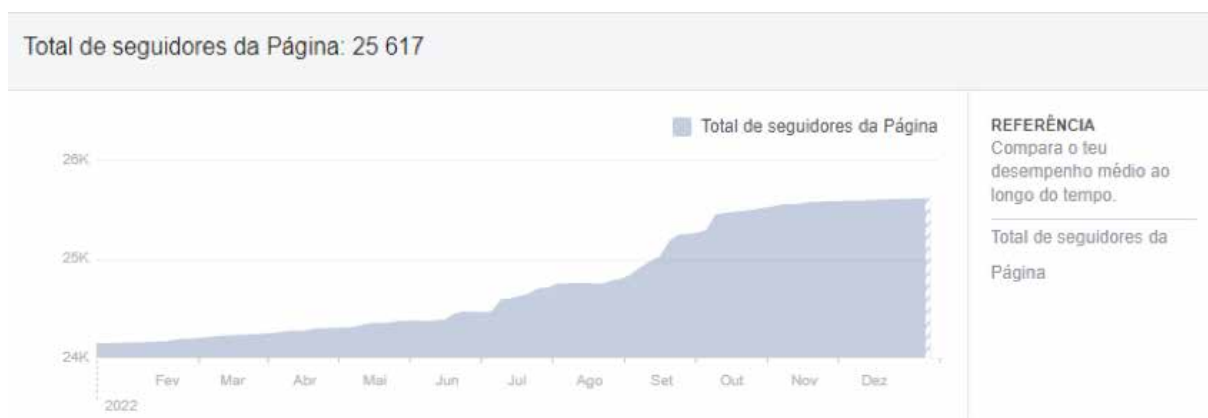 Total de seguidores da Página: 25 617
Total de seguidores da Página
26K
25K
24K
Fev Mar Abr Mai Jun Jul Ago Set Out Nov Dez
2022
REFERÊNCIA
Compara o teu
desempenho médio ao
longo do tempo.
Total de seguidores da
Página